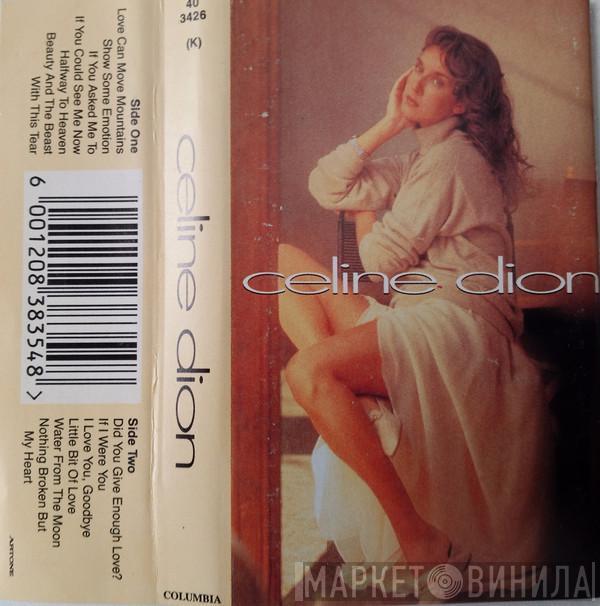 40
3426
(K)
Side One
Love Can Move Mountains
Show Some Emotion
If You Asked Me To
If You Could See Me Now
Halfway To Heaven
Beauty And The Beast
With This Tear
6 001208 383548 >
Side Two
Did You Give Enough Love?
If I Were You
I Love You, Goodbye
Little Bit Of Love
Water From The Moon
Nothing Broken But
My Heart
ARTONE
celine dion
COLUMBIA
celine dion
МАРКЕТ ВИНИЛА